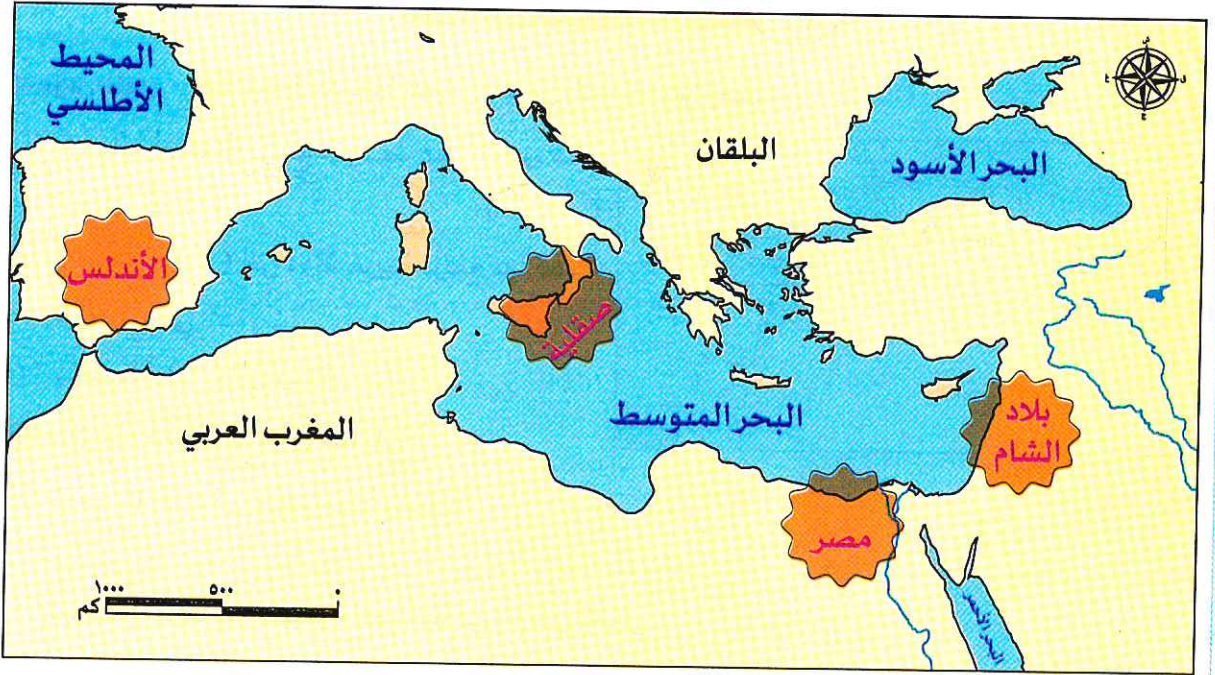 المحيط
الأطلسي
البلقان
البحر الأسود
الأندلس
صقلية
البحر المتوسط
المغرب العربي
بلاد
الشام
مصر
البحر الأحمر
١٠٠٠ ٥٠٠ ٠
كم